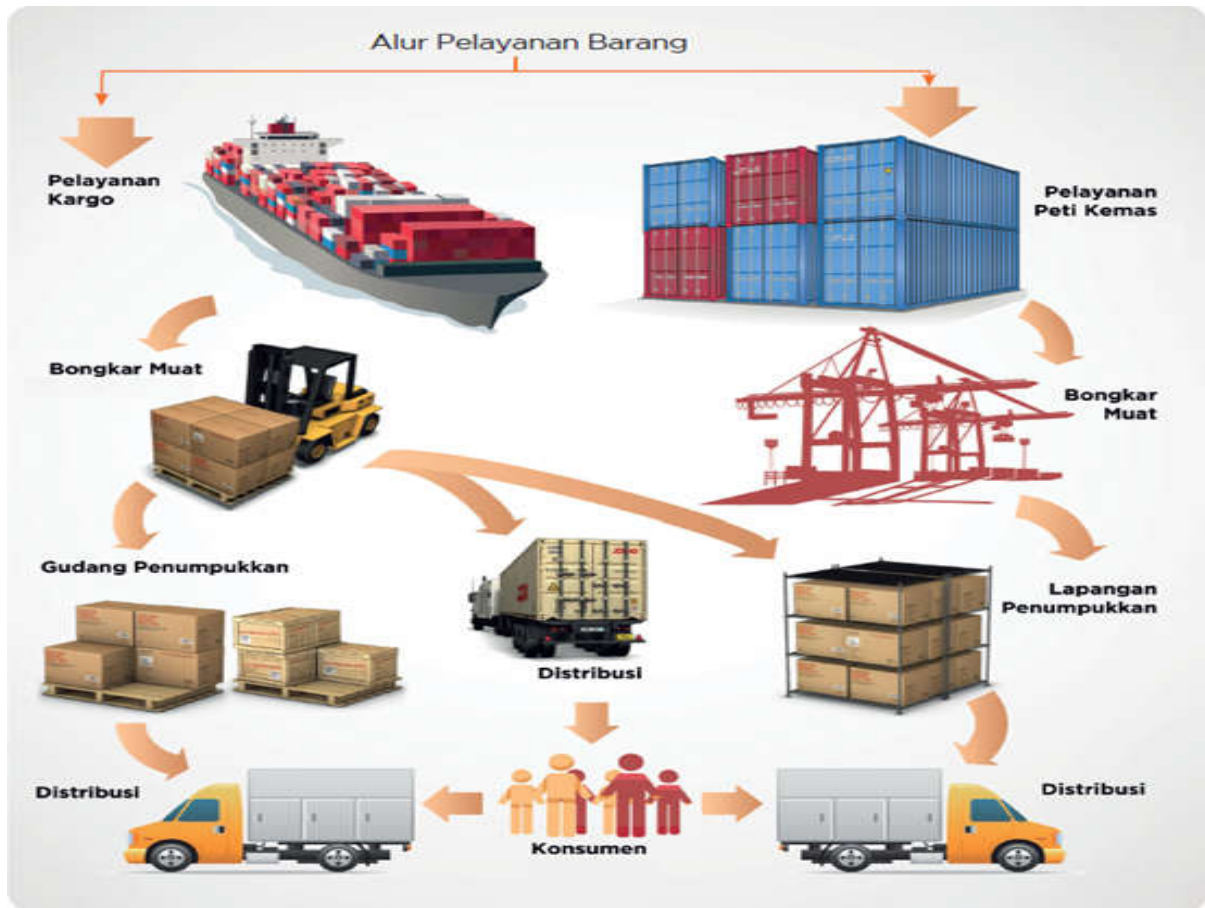 Alur Pelayanan Barang
Pelayanan
Kargo
Pelayanan
Peti Kemas
Bongkar Muat
Bongkar
Muat
Gudang Penumpukkan
Lapangan
Penumpukkan
Distribusi
Distribusi
Distribusi
Konsumen